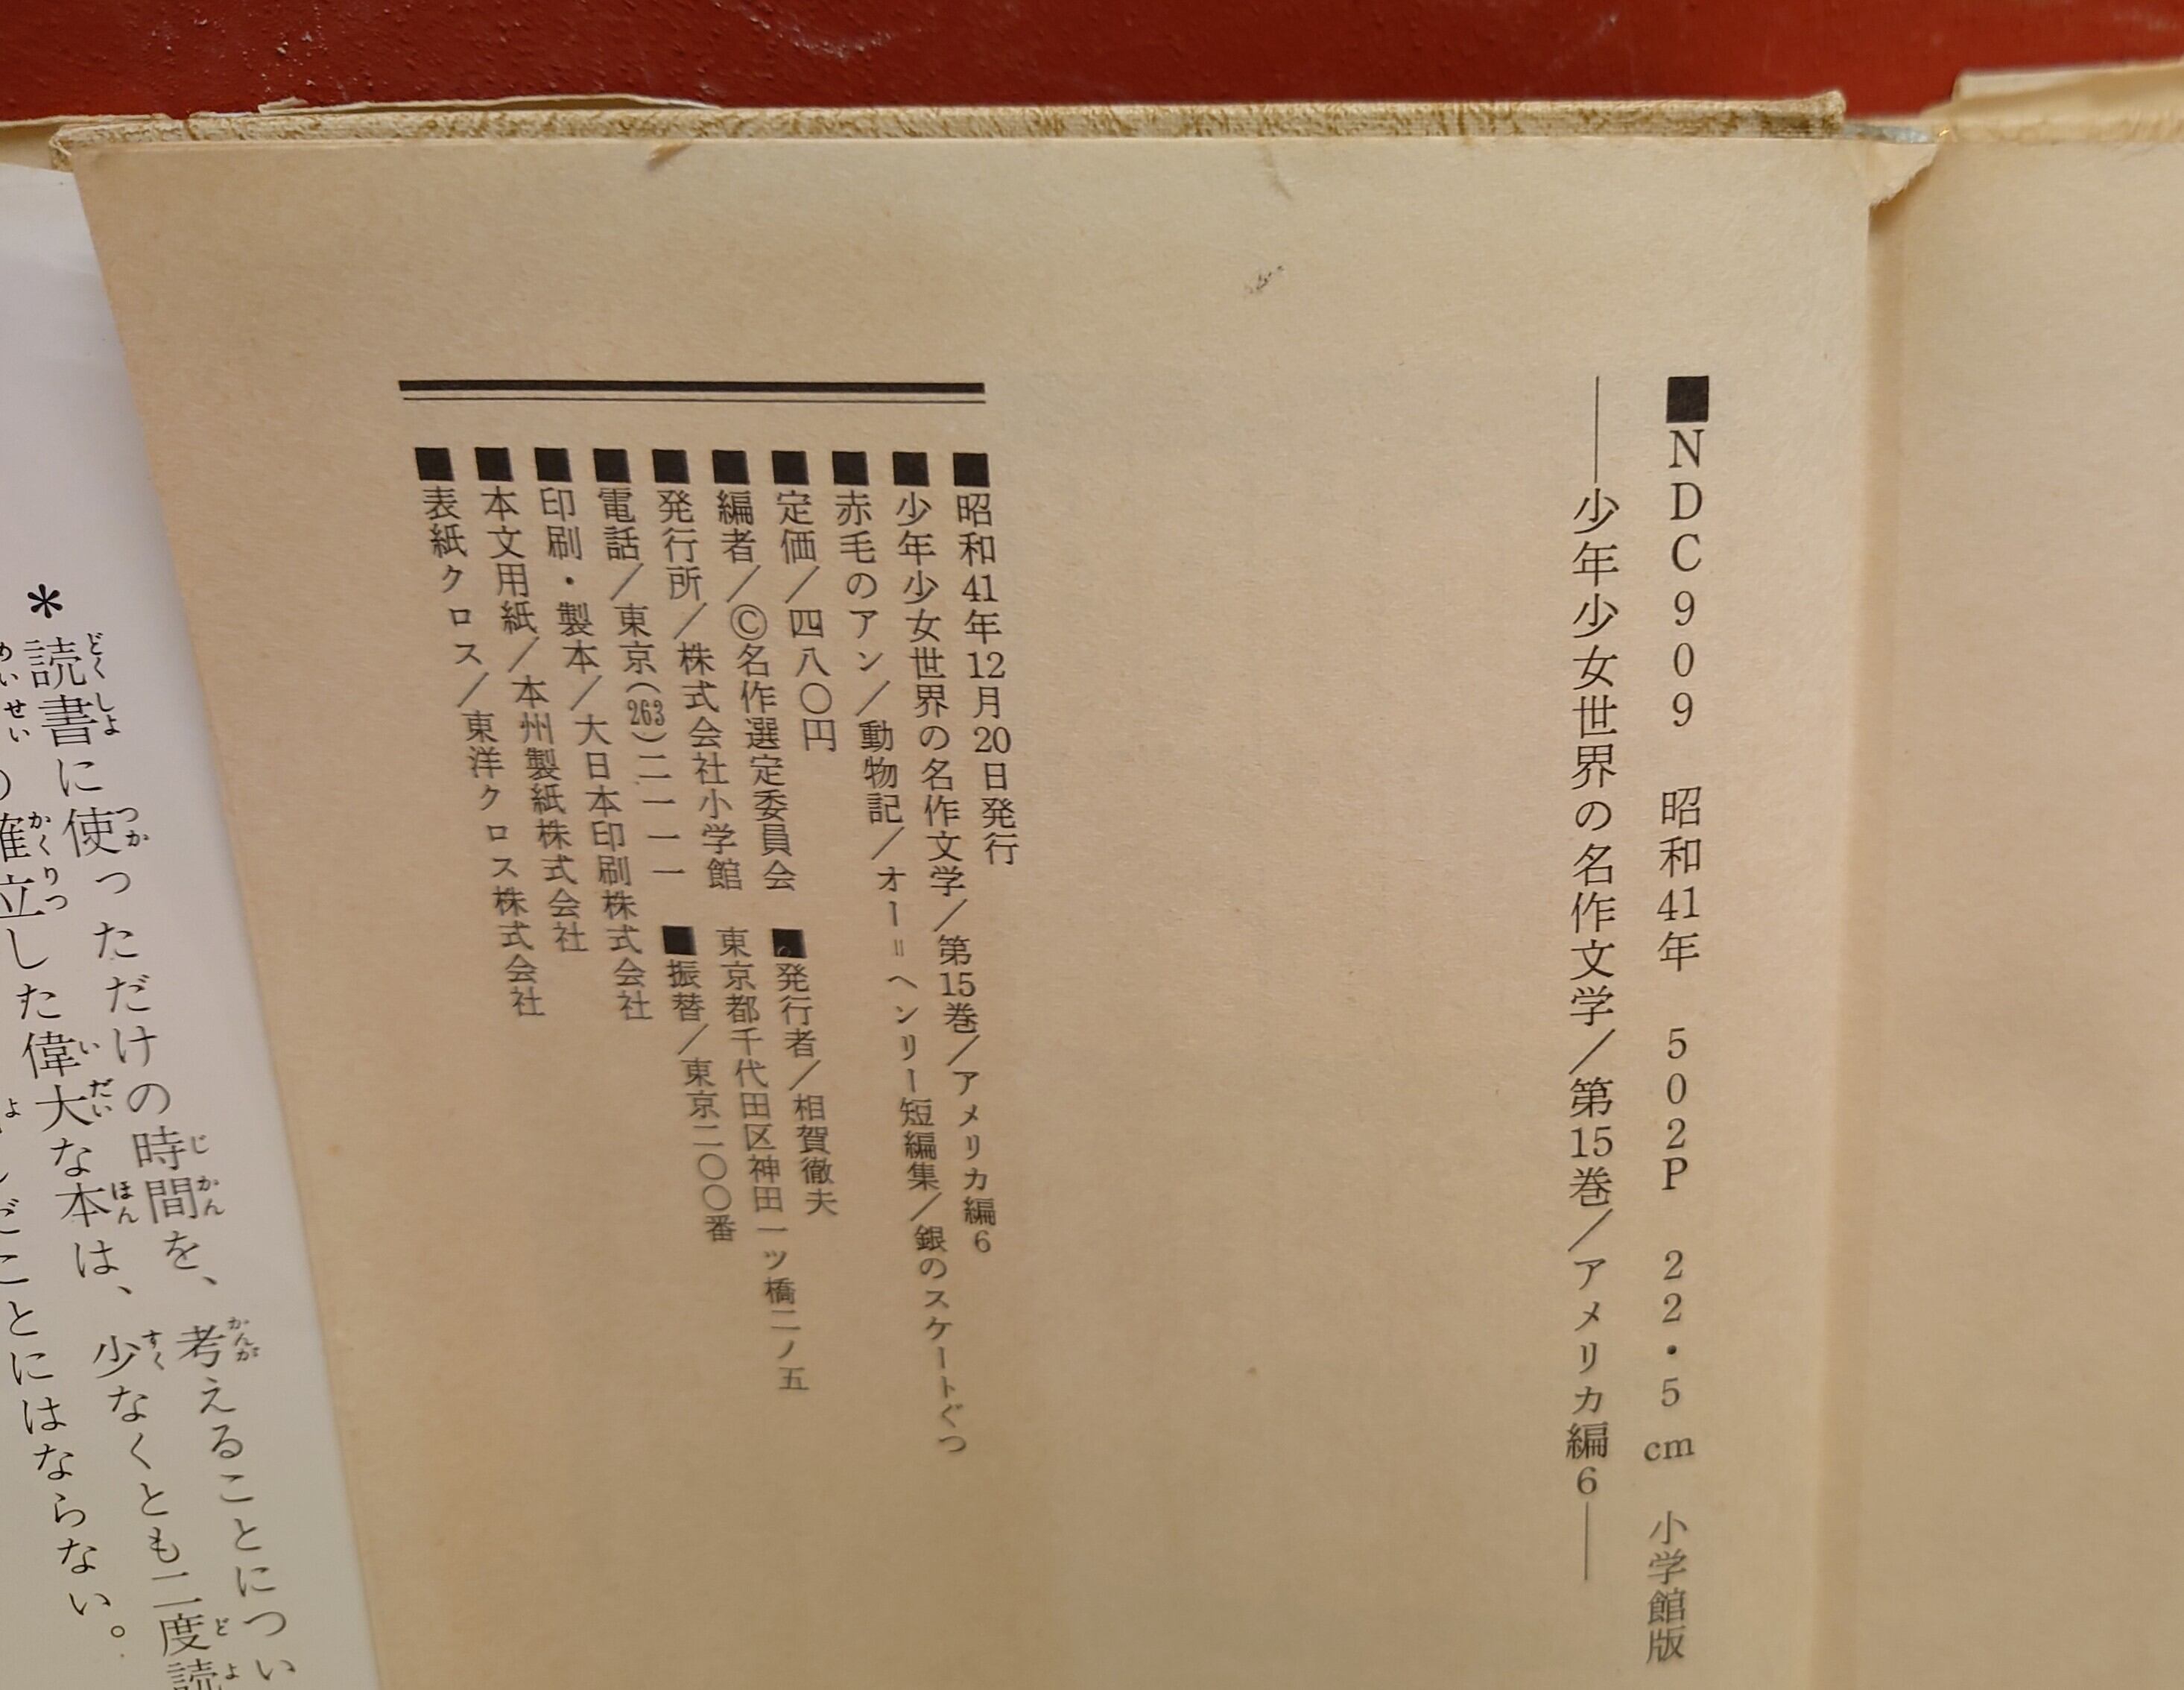 ■NDC909　昭和41年　502P　22・5cm　小学館版
――少年少女世界の名作文学／第15巻／アメリカ編6――
■昭和41年12月20日発行
■少年少女世界の名作文学／第15巻／アメリカ編6
■赤毛のアン／動物記／オー＝ヘンリー短編集／銀のスケートぐつ
■定価／四八〇円
■編者／Ⓒ名作選定委員会　■発行者／相賀徹夫
■発行所／株式会社小学館　東京都千代田区神田一ツ橋二ノ五
■電話／東京(263)二一一一　■振替／東京二〇〇番
■印刷・製本／大日本印刷株式会社
■本文用紙／本州製紙株式会社
■表紙クロス／東洋クロス株式会社
＊読書に使っただけの時間を、考えることについ
確立した偉大な本は、少なくとも二度読
ことにはならない。